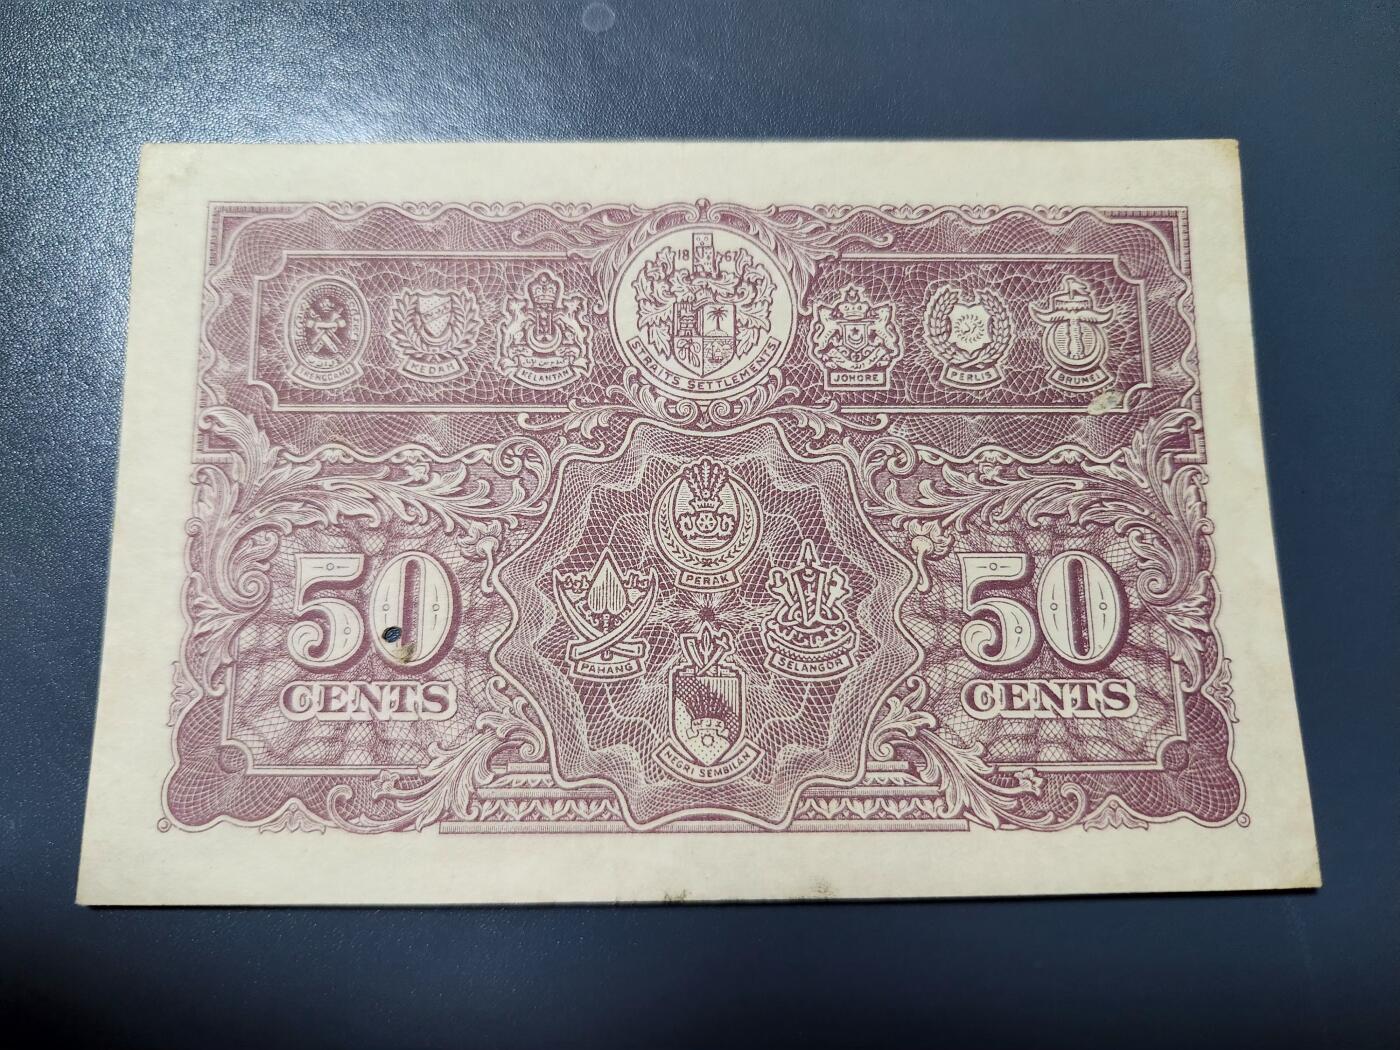 18 67
STRAITS SETTLEMENTS
TRENGGANU
KEDAH
KELANTAN
JOHORE
PERLIS
BRUNEI
PERAK
PAHANG
SELANGOR
NEGRI SEMBILAN
50
CENTS
50
CENTS